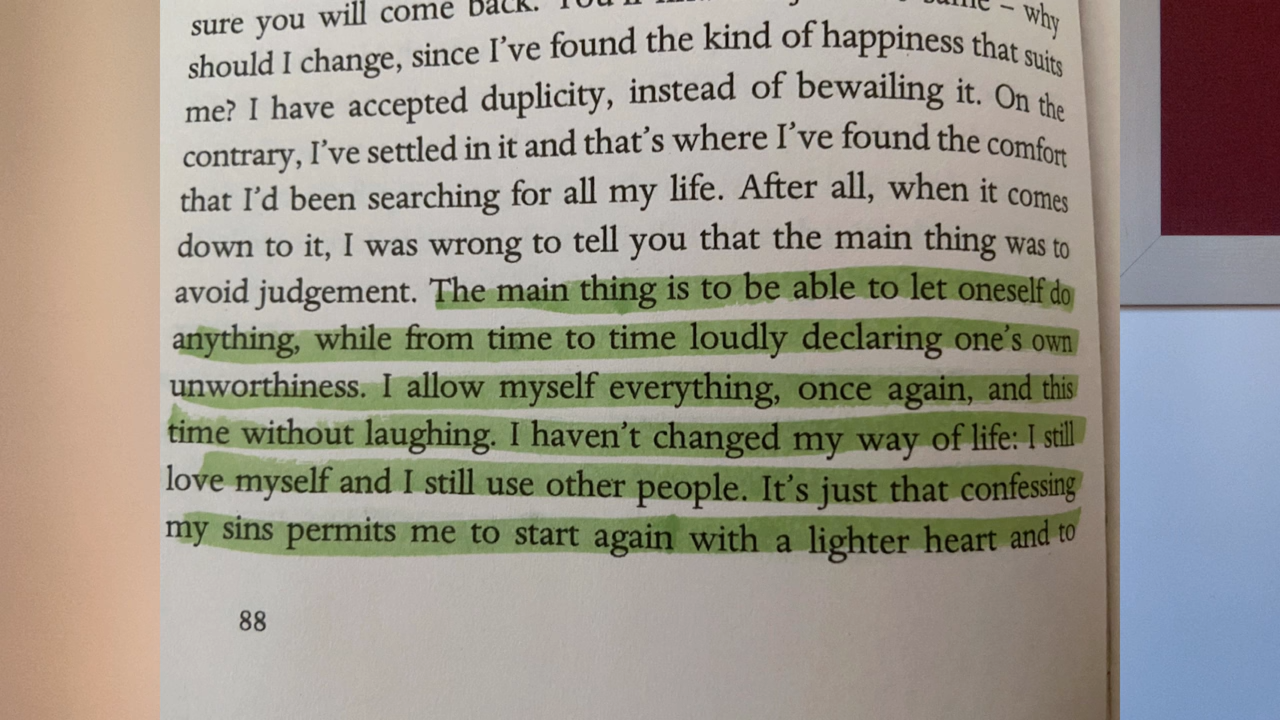 sure you will come back.
– why
should I change, since I've found the kind of happiness that suits
me? I have accepted duplicity, instead of bewailing it. On the
contrary, I've settled in it and that's where I've found the comfort
that I'd been searching for all my life. After all, when it comes
down to it, I was wrong to tell you that the main thing was to
avoid judgement. The main thing is to be able to let oneself do
anything, while from time to time loudly declaring one's own
unworthiness. I allow myself everything, once again, and this
time without laughing. I haven't changed my way of life: I still
love myself and I still use other people. It's just that confessing
my sins permits me to start again with a lighter heart and to
88